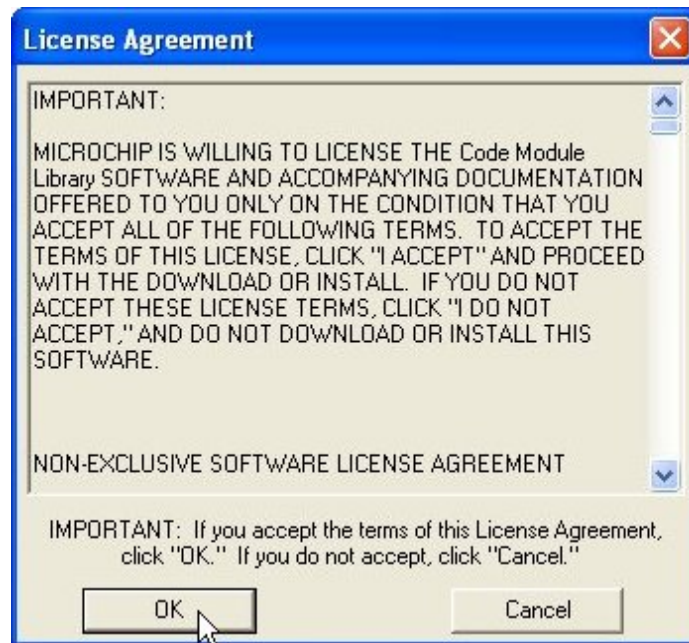 License Agreement
IMPORTANT:
MICROCHIP IS WILLING TO LICENSE THE Code Module
Library SOFTWARE AND ACCOMPANYING DOCUMENTATION
OFFERED TO YOU ONLY ON THE CONDITION THAT YOU
ACCEPT ALL OF THE FOLLOWING TERMS.  TO ACCEPT THE
TERMS OF THIS LICENSE, CLICK "I ACCEPT" AND PROCEED
WITH THE DOWNLOAD OR INSTALL.  IF YOU DO NOT
ACCEPT THESE LICENSE TERMS, CLICK "I DO NOT
ACCEPT," AND DO NOT DOWNLOAD OR INSTALL THIS
SOFTWARE.
NON-EXCLUSIVE SOFTWARE LICENSE AGREEMENT
IMPORTANT:  If you accept the terms of this License Agreement,
click "OK."  If you do not accept, click "Cancel."
OK
Cancel